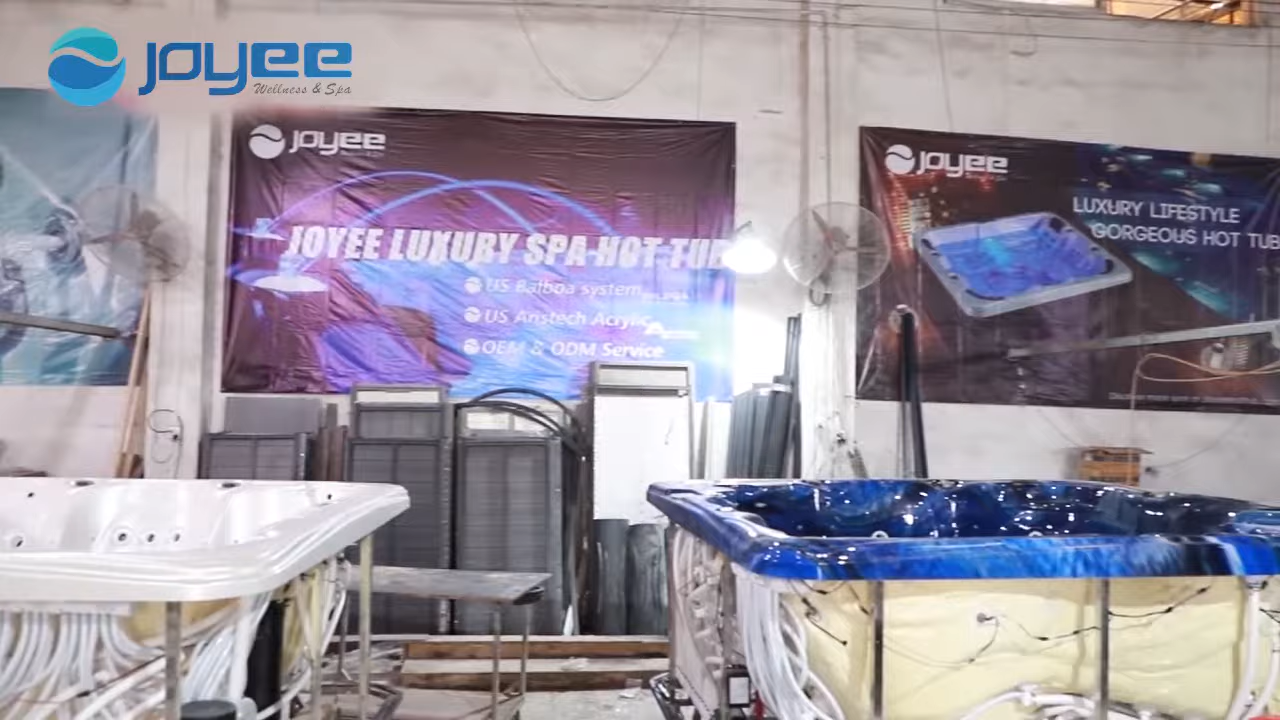 Joyee
Wellness & Spa
Joyee
JOYEE LUXURY SPA HOT TUB
US Balboa system
US Aristech Acrylic
OEM & ODM Service
Joyee
LUXURY LIFESTYLE
GORGEOUS HOT TUB